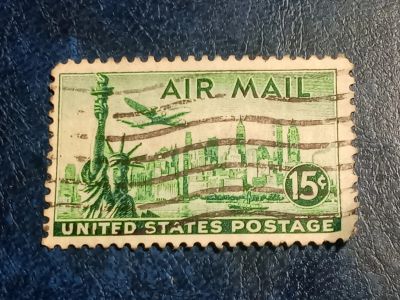 AIR MAIL
15¢
UNITED STATES POSTAGE